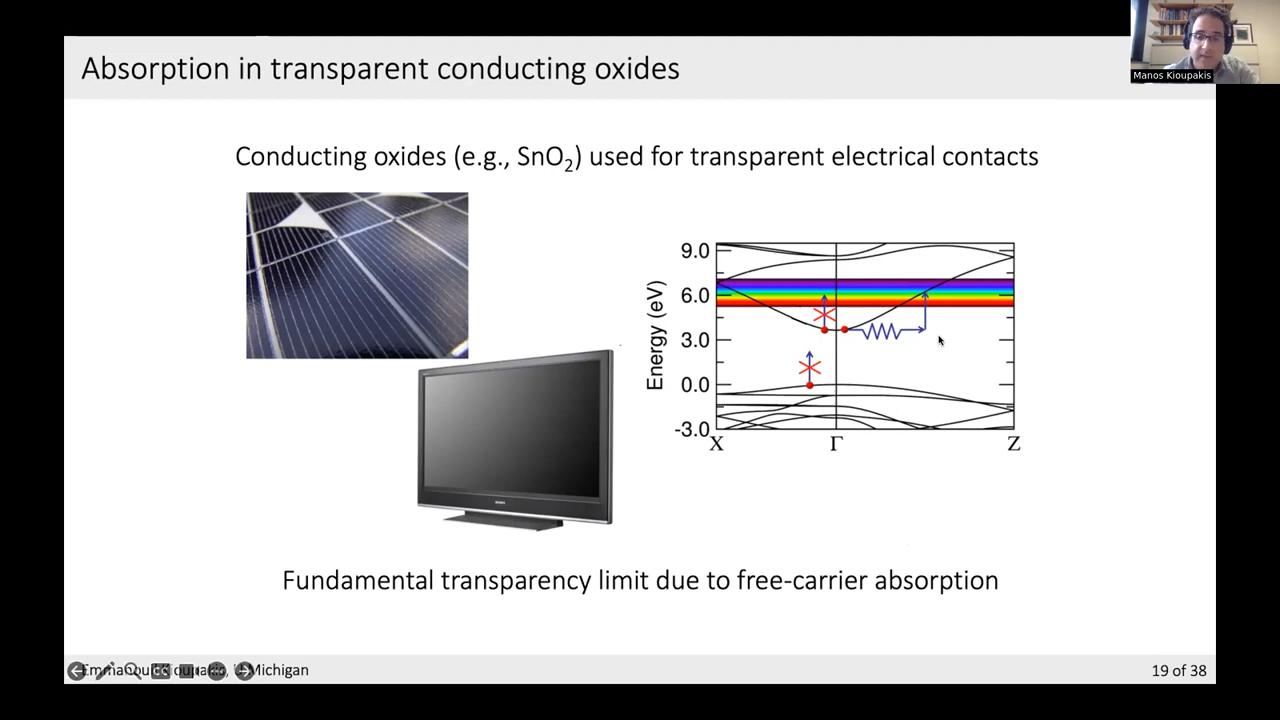 Manos Kioupakis
Absorption in transparent conducting oxides
Conducting oxides (e.g., SnO₂) used for transparent electrical contacts
9.0
6.0
3.0
0.0
-3.0
Energy (eV)
X Γ Z
Fundamental transparency limit due to free-carrier absorption
Emmanouil Kioupakis, U. Michigan
19 of 38